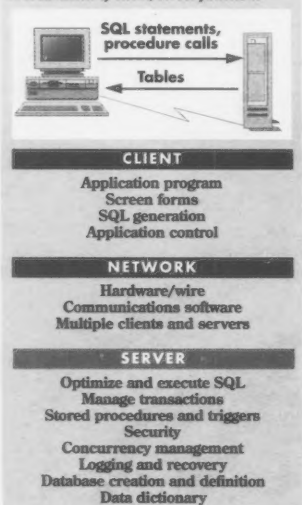 SQL statements,
procedure calls
Tables
CLIENT
Application program
Screen forms
SQL generation
Application control
NETWORK
Hardware/wire
Communications software
Multiple clients and servers
SERVER
Optimize and execute SQL
Manage transactions
Stored procedures and triggers
Security
Concurrency management
Logging and recovery
Database creation and definition
Data dictionary